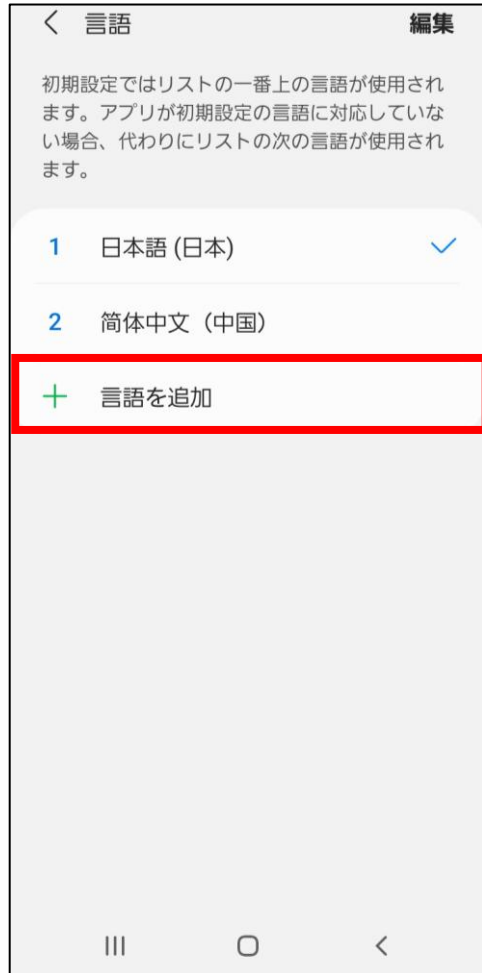 言語 編集
初期設定ではリストの一番上の言語が使用され
ます。アプリが初期設定の言語に対応していな
い場合、代わりにリストの次の言語が使用され
ます。
1 日本語 (日本)
2 简体中文（中国）
言語を追加